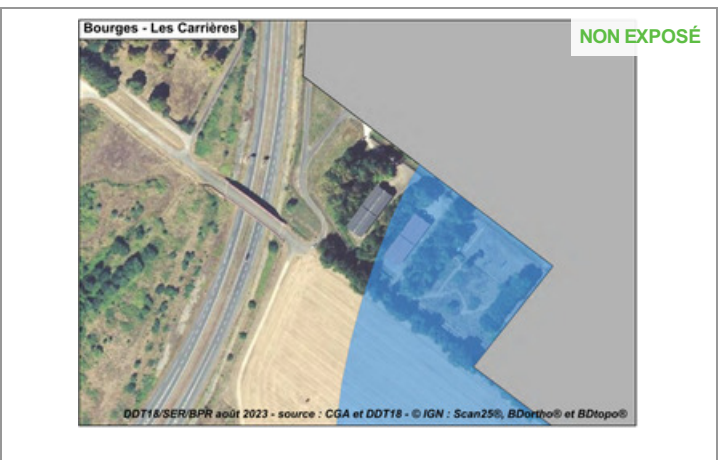 Bourges - Les Carrières
NON EXPOSÉ
DDT18/SER/BPR août 2023 - source : CGA et DDT18 - © IGN : Scan25®, BDortho® et BDtopo®